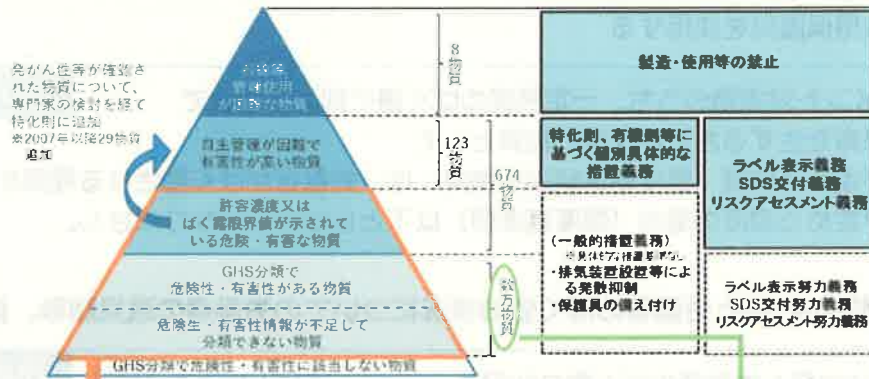 発がん性等が確認さ
れた物質について、
専門家の検討を経て
特化則に追加
※2007年以降29物質
追加
管理使用
が困難な物質
自主管理が困難で
有害性が高い物質
許容濃度又は
ばく露限界値が示されて
いる危険・有害な物質
GHS分類で
危険性・有害性がある物質
危険生・有害性情報が不足して
分類できない物質
GHS分類で危険性・有害性に該当しない物質
8
物質
123
物質
674
物質
数万物質
製造・使用等の禁止
特化則、有機則等に
基づく個別具体的な
措置義務
(一般的措置義務)
・排気装置設置等によ
る発散抑制
・保護具の備え付け
ラベル表示義務
SDS交付義務
リスクアセスメント義務
ラベル表示努力義務
SDS交付努力義務
リスクアセスメント努力義務